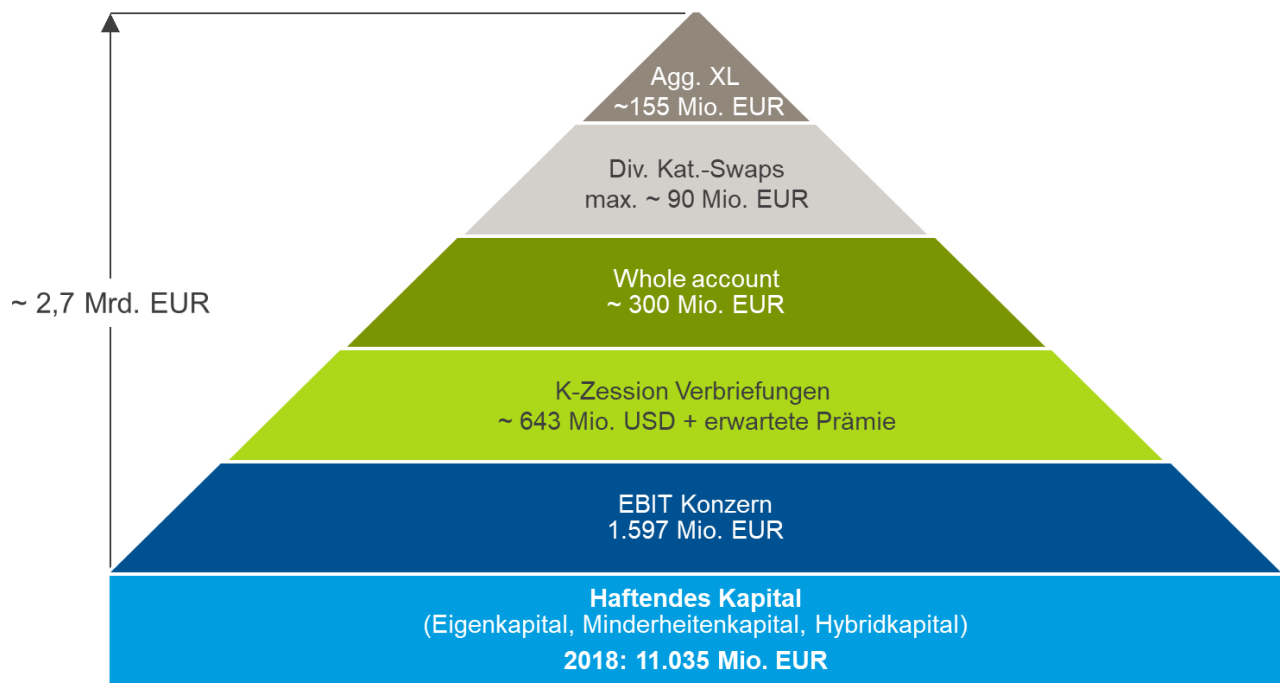 Agg. XL
~155 Mio. EUR
Div. Kat.-Swaps
max. ~ 90 Mio. EUR
Whole account
~ 300 Mio. EUR
~ 2,7 Mrd. EUR
K-Zession Verbriefungen
~ 643 Mio. USD + erwartete Prämie
EBIT Konzern
1.597 Mio. EUR
Haftendes Kapital
(Eigenkapital, Minderheitenkapital, Hybridkapital)
2018: 11.035 Mio. EUR